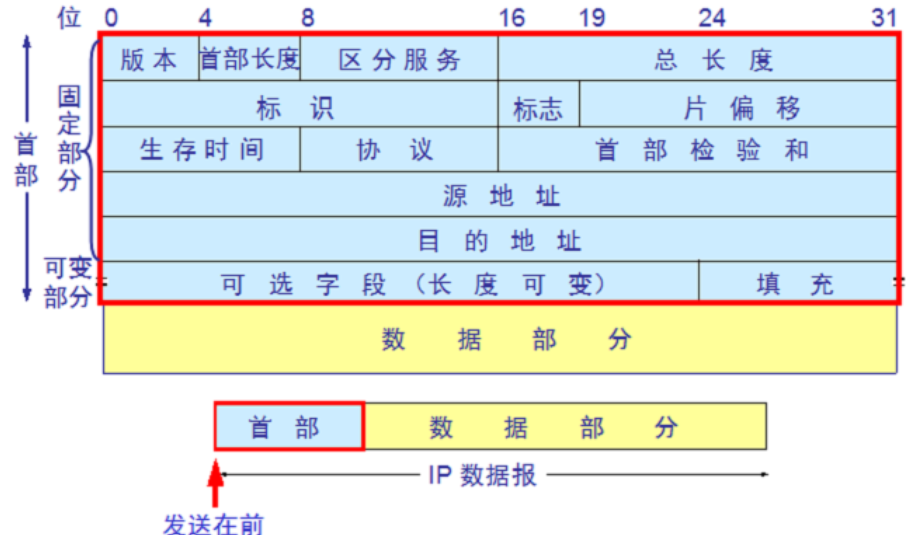 位 0 4 8 16 19 24 31
版本 首部长度 区分服务 总长度
标识 标志 片偏移
生存时间 协议 首部检验和
源地址
目的地址
可选字段（长度可变） 填充
首部
固定部分
可变部分
数据部分
首部 数据部分
IP 数据报
发送在前